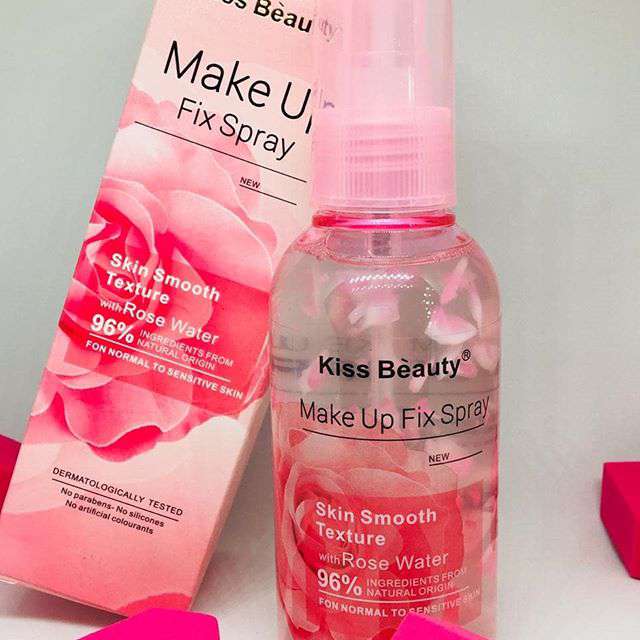 Kiss Bèauty
Make Up
Fix Spray
NEW
Skin Smooth
Texture
with Rose Water
96% INGREDIENTS FROM
NATURAL ORIGIN
FON NORMAL TO SENSITIVE SKIN
DERMATOLOGICALLY TESTED
No parabens- No silicones
No artificial colourants
Kiss Bèauty®
Make Up Fix Spray
NEW
Skin Smooth
Texture
with Rose Water
96% INGREDIENTS FROM
NATURAL ORIGIN
FON NORMAL TO SENSITIVE SKIN